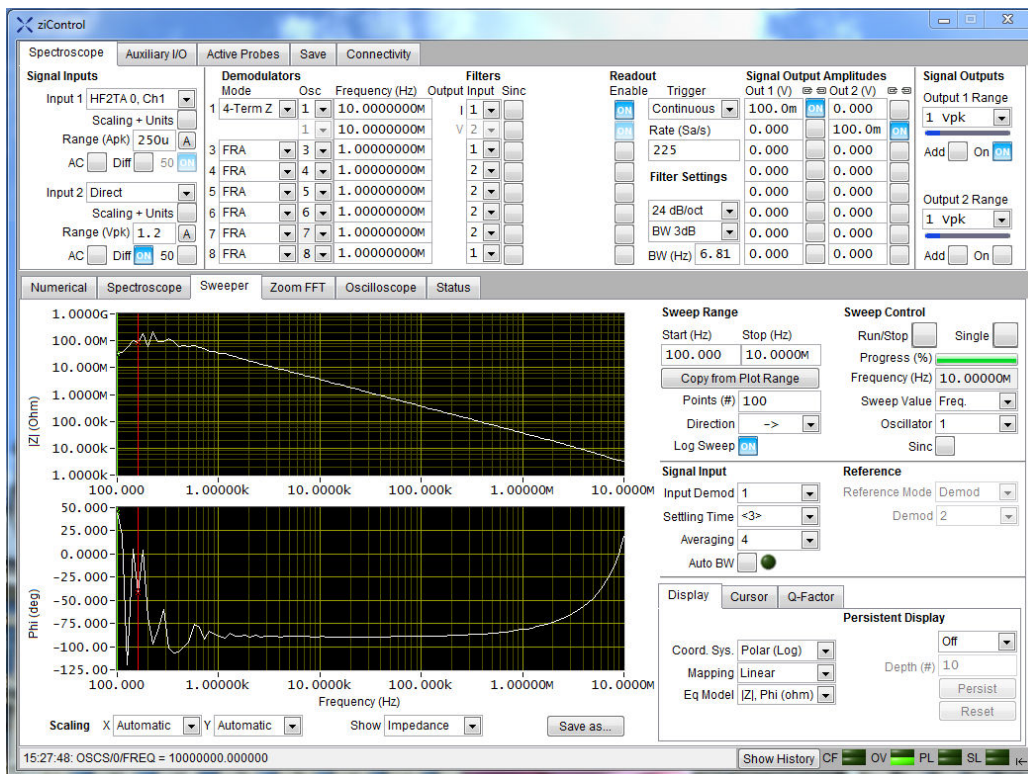 ziControl
Spectroscope Auxiliary I/O Active Probes Save Connectivity
Signal Inputs Demodulators Filters Readout Signal Output Amplitudes Signal Outputs
Mode Osc Frequency (Hz) Output Input Sinc Enable Trigger Out 1 (V) Out 2 (V) Output 1 Range
Input 1 HF2TA 0, Ch1 1 4-Term Z 1 10.0000000M I 1 ON Continuous 100.0m ON 0.000 1 Vpk
Scaling + Units 1 10.0000000M V 2 ON Rate (Sa/s) 0.000 100.0m ON
Range (Apk) 250u A 3 FRA 3 1.00000000M 1 225 0.000 0.000 Add On ON
AC Diff 50 ON 4 FRA 4 1.00000000M 2 Filter Settings 0.000 0.000
Input 2 Direct 5 FRA 5 1.00000000M 2 0.000 0.000 Output 2 Range
Scaling + Units 6 FRA 6 1.00000000M 2 24 dB/oct 0.000 0.000 1 Vpk
Range (Vpk) 1.2 A 7 FRA 7 1.00000000M 2 BW 3dB 0.000 0.000
AC Diff ON 50 8 FRA 8 1.00000000M 1 BW (Hz) 6.81 0.000 0.000 Add On
Numerical Spectroscope Sweeper Zoom FFT Oscilloscope Status
|Z| (Ohm)
1.0000G
100.00M
10.000M
1.0000M
100.00k
10.000k
1.0000k
100.000 1.00000k 10.0000k 100.000k 1.00000M 10.0000M
Phi (deg)
50.000
25.000
0.0000
-25.000
-50.000
-75.000
-100.00
-125.00
100.000 1.00000k 10.0000k 100.000k 1.00000M 10.0000M
Frequency (Hz)
Scaling X Automatic Y Automatic Show Impedance Save as...
Sweep Range Sweep Control
Start (Hz) Stop (Hz) Run/Stop Single
100.000 10.0000M Progress (%)
Copy from Plot Range Frequency (Hz) 10.00000M
Points (#) 100 Sweep Value Freq.
Direction -> Oscillator 1
Log Sweep ON Sinc
Signal Input Reference
Input Demod 1 Reference Mode Demod
Settling Time <3> Demod 2
Averaging 4
Auto BW
Display Cursor Q-Factor
Persistent Display
Off
Coord. Sys. Polar (Log) Depth (#) 10
Mapping Linear Persist
Eq Model |Z|, Phi (ohm) Reset
15:27:48: OSCS/0/FREQ = 10000000.000000 Show History CF OV PL SL